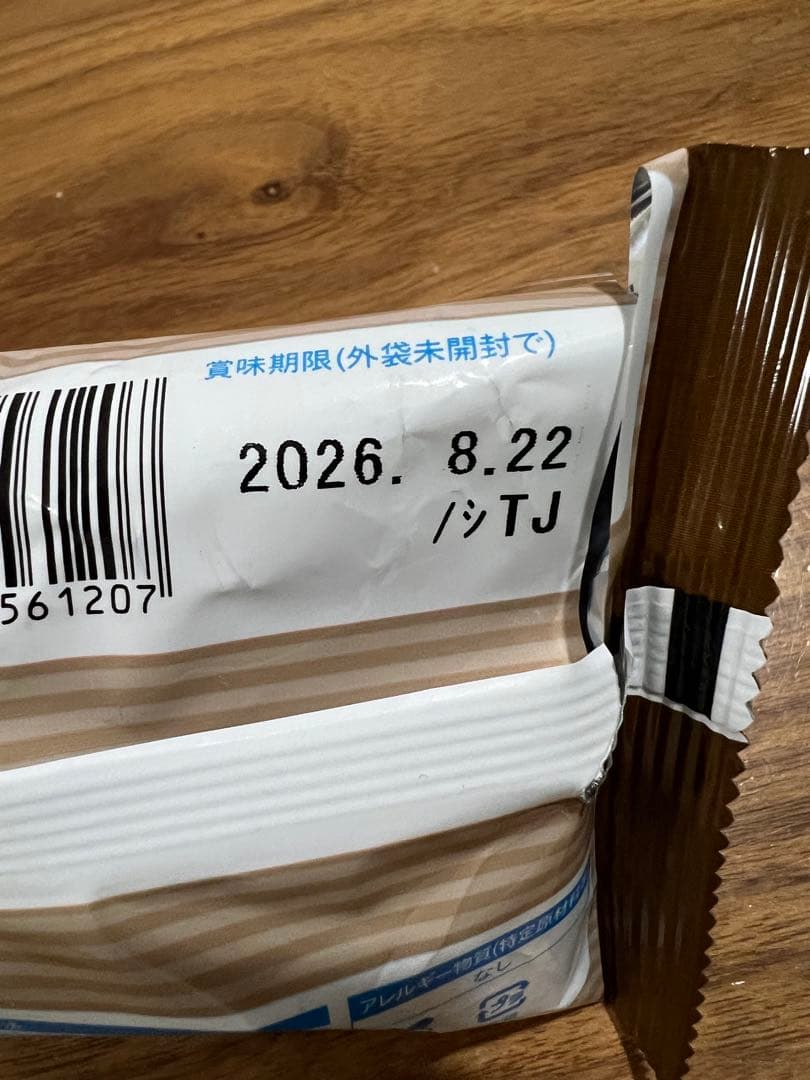 賞味期限(外袋未開封で)
2026. 8.22
/シTJ
561207
アレルギー物質(特定原材料
なし